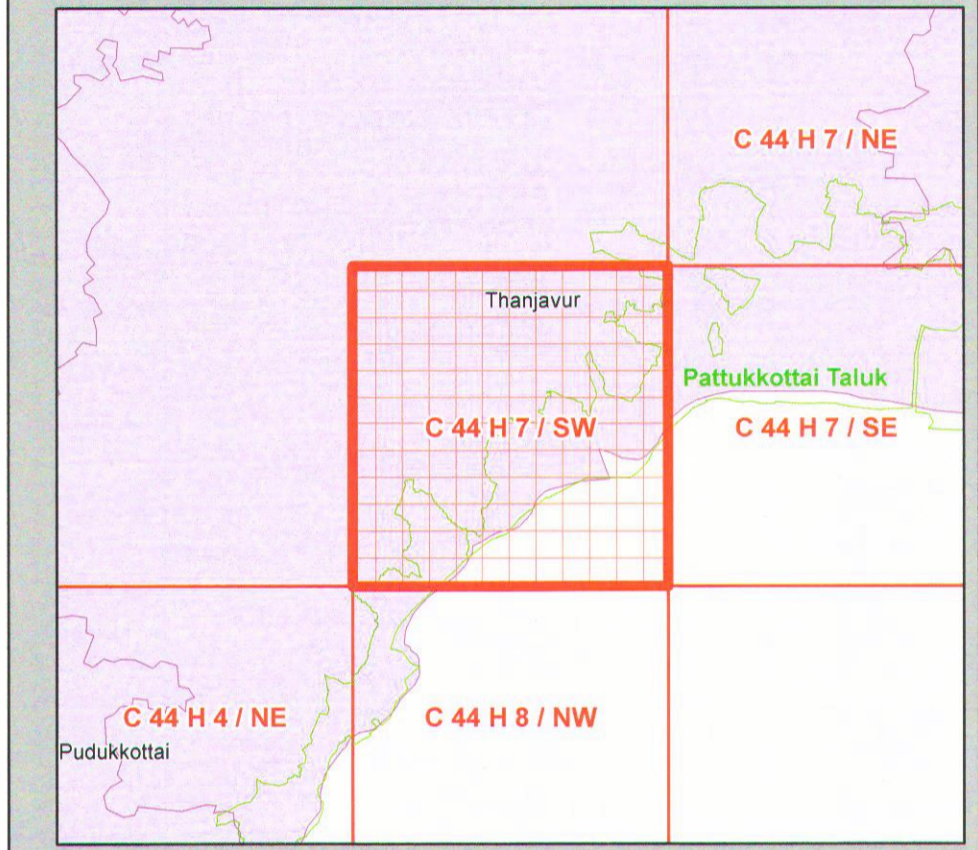 C 44 H 7 / NE
Thanjavur
Pattukkottai Taluk
C 44 H 7 / SW
C 44 H 7 / SE
C 44 H 4 / NE
C 44 H 8 / NW
Pudukkottai